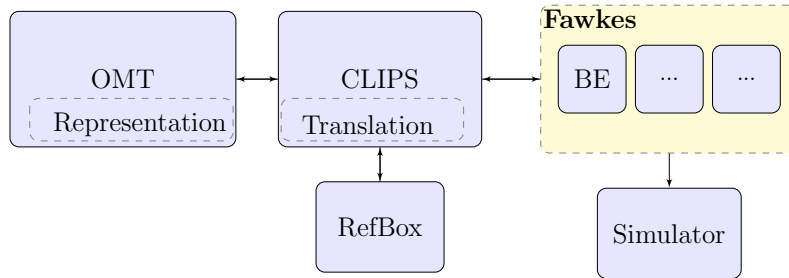 Fawkes
OMT
CLIPS
BE
...
...
Representation
Translation
RefBox
Simulator